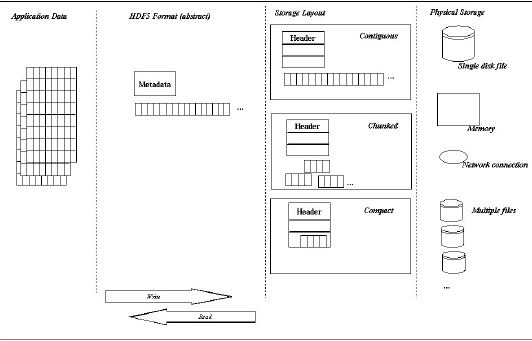 Application Data
HDF5 Format (abstract)
Storage Layout
Physical Storage
Metadata
...
Header
Contiguous
...
Header
Chunked
...
Header
Compact
Single disk file
Memory
Network connection
Multiple files
...
Write
Read